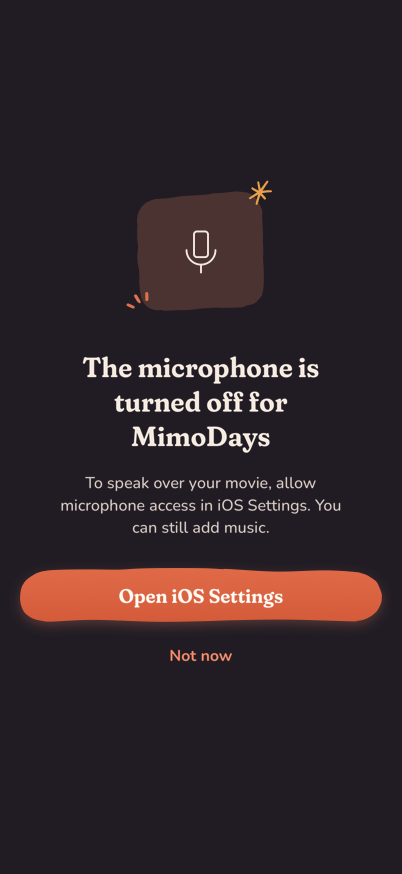 The microphone is
turned off for
MimoDays
To speak over your movie, allow
microphone access in iOS Settings. You
can still add music.
Open iOS Settings
Not now